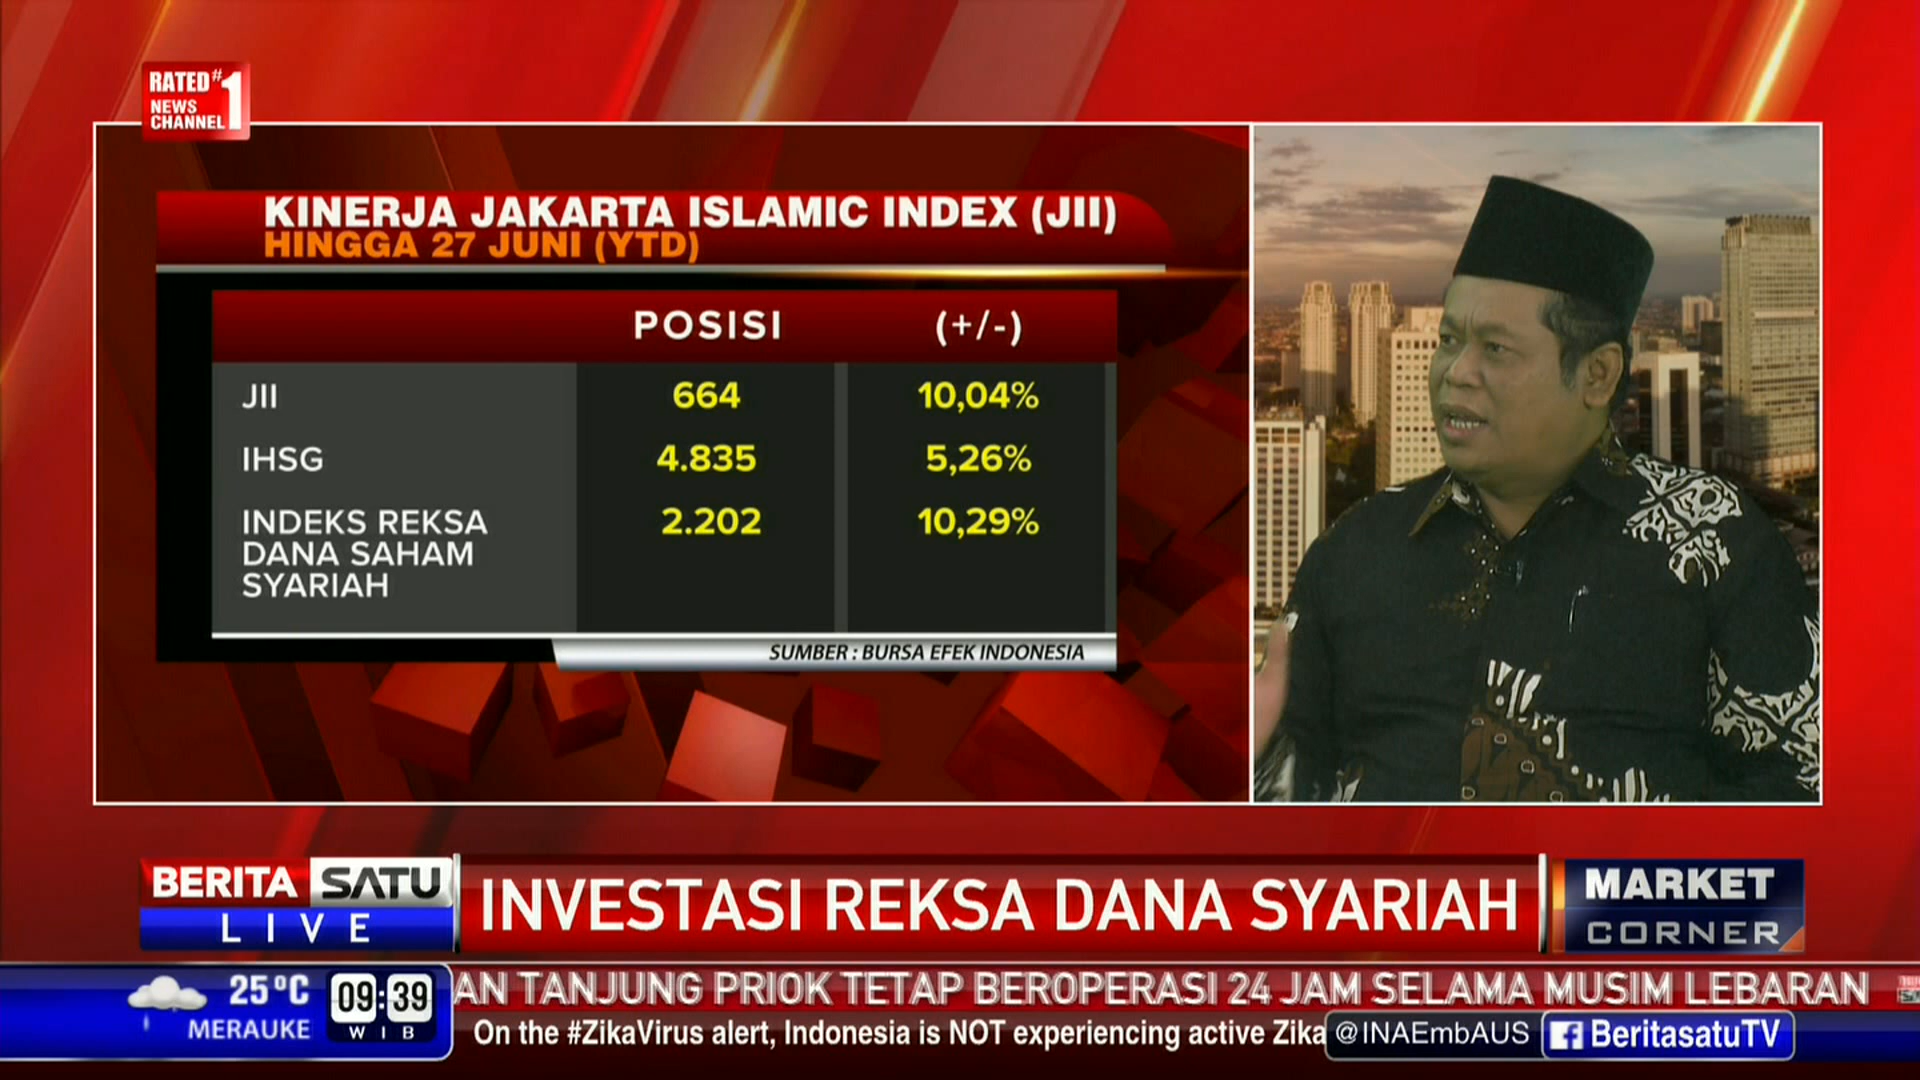 RATED #1
NEWS
CHANNEL
KINERJA JAKARTA ISLAMIC INDEX (JII)
HINGGA 27 JUNI (YTD)
POSISI (+/-)
JII 664 10,04%
IHSG 4.835 5,26%
INDEKS REKSA 2.202 10,29%
DANA SAHAM
SYARIAH
SUMBER : BURSA EFEK INDONESIA
BERITA SATU
LIVE
INVESTASI REKSA DANA SYARIAH
MARKET
CORNER
25°C
MERAUKE
09:39
WIB
AN TANJUNG PRIOK TETAP BEROPERASI 24 JAM SELAMA MUSIM LEBARAN
On the #ZikaVirus alert, Indonesia is NOT experiencing active Zika
@INAEmbAUS
BeritasatuTV